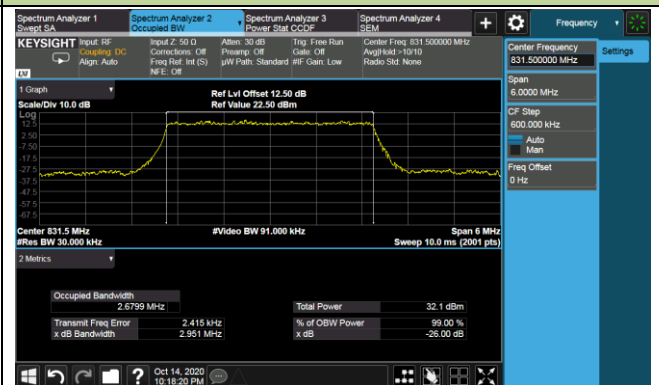 Spectrum Analyzer 1
Swept SA
Spectrum Analyzer 2
Occupied BW
Spectrum Analyzer 3
Power Stat CCDF
Spectrum Analyzer 4
SEM
+
Frequency
KEYSIGHT
Input: RF
Coupling: DC
Align: Auto
Input Z: 50 Ω
Corrections: Off
Freq Ref: Int (S)
NFE: Off
Atten: 30 dB
Preamp: Off
µW Path: Standard
Trig: Free Run
Gate: Off
#IF Gain: Low
Center Freq: 831.500000 MHz
Avg|Hold:>10/10
Radio Std: None
LXI
Center Frequency
831.500000 MHz
Settings
Span
6.0000 MHz
CF Step
600.000 kHz
Auto
Man
Freq Offset
0 Hz
1 Graph
Scale/Div 10.0 dB
Ref Lvl Offset 12.50 dB
Ref Value 22.50 dBm
Log
12.5
2.50
-7.50
-17.5
-27.5
-37.5
-47.5
-57.5
-67.5
Center 831.5 MHz
#Res BW 30.000 kHz
#Video BW 91.000 kHz
Span 6 MHz
Sweep 10.0 ms (2001 pts)
2 Metrics
Occupied Bandwidth
2.6799 MHz
Total Power 32.1 dBm
Transmit Freq Error 2.415 kHz
% of OBW Power 99.00 %
x dB Bandwidth 2.951 MHz
x dB -26.00 dB
?
Oct 14, 2020
10:18:20 PM